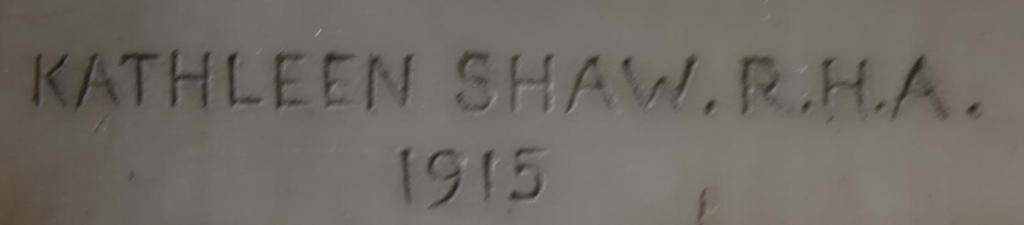 KATHLEEN SHAW. R.H.A.
1915